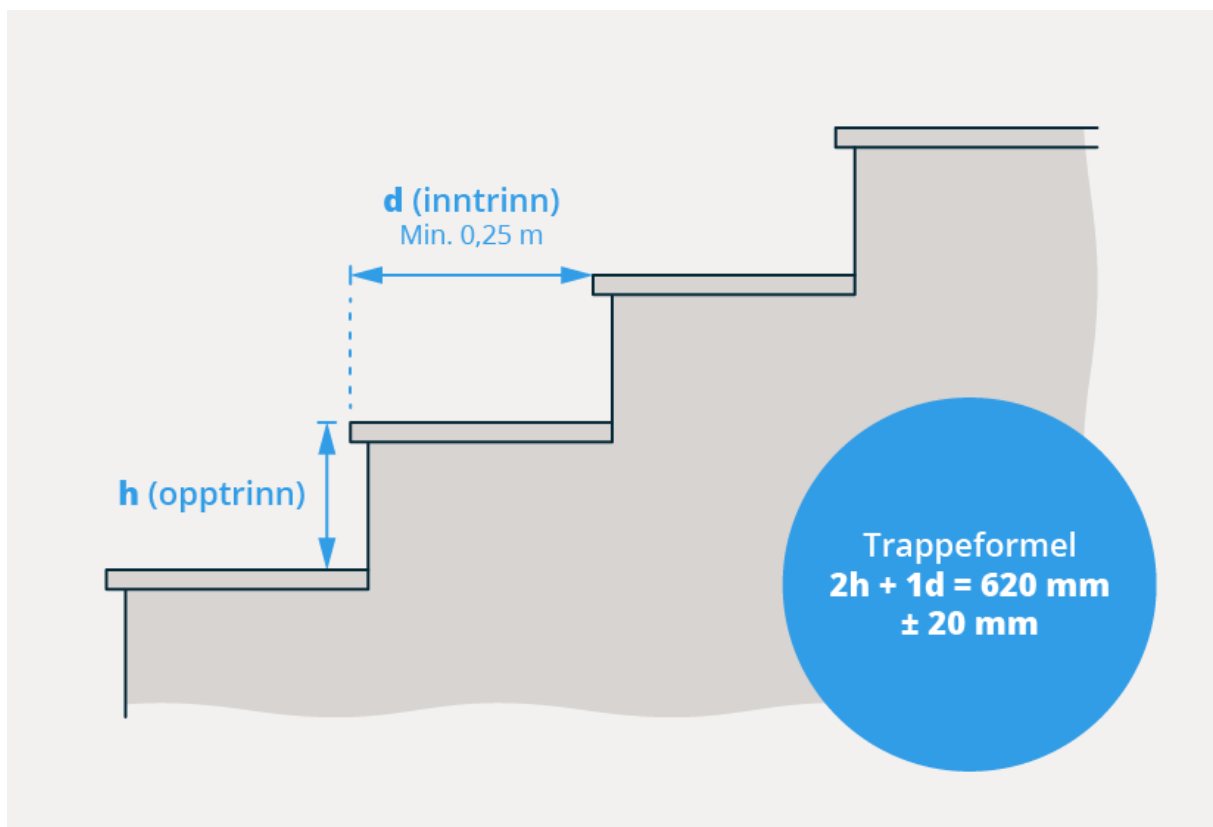 d (inntrinn)
Min. 0,25 m
h (opptrinn)
Trappeformel
2h + 1d = 620 mm
± 20 mm